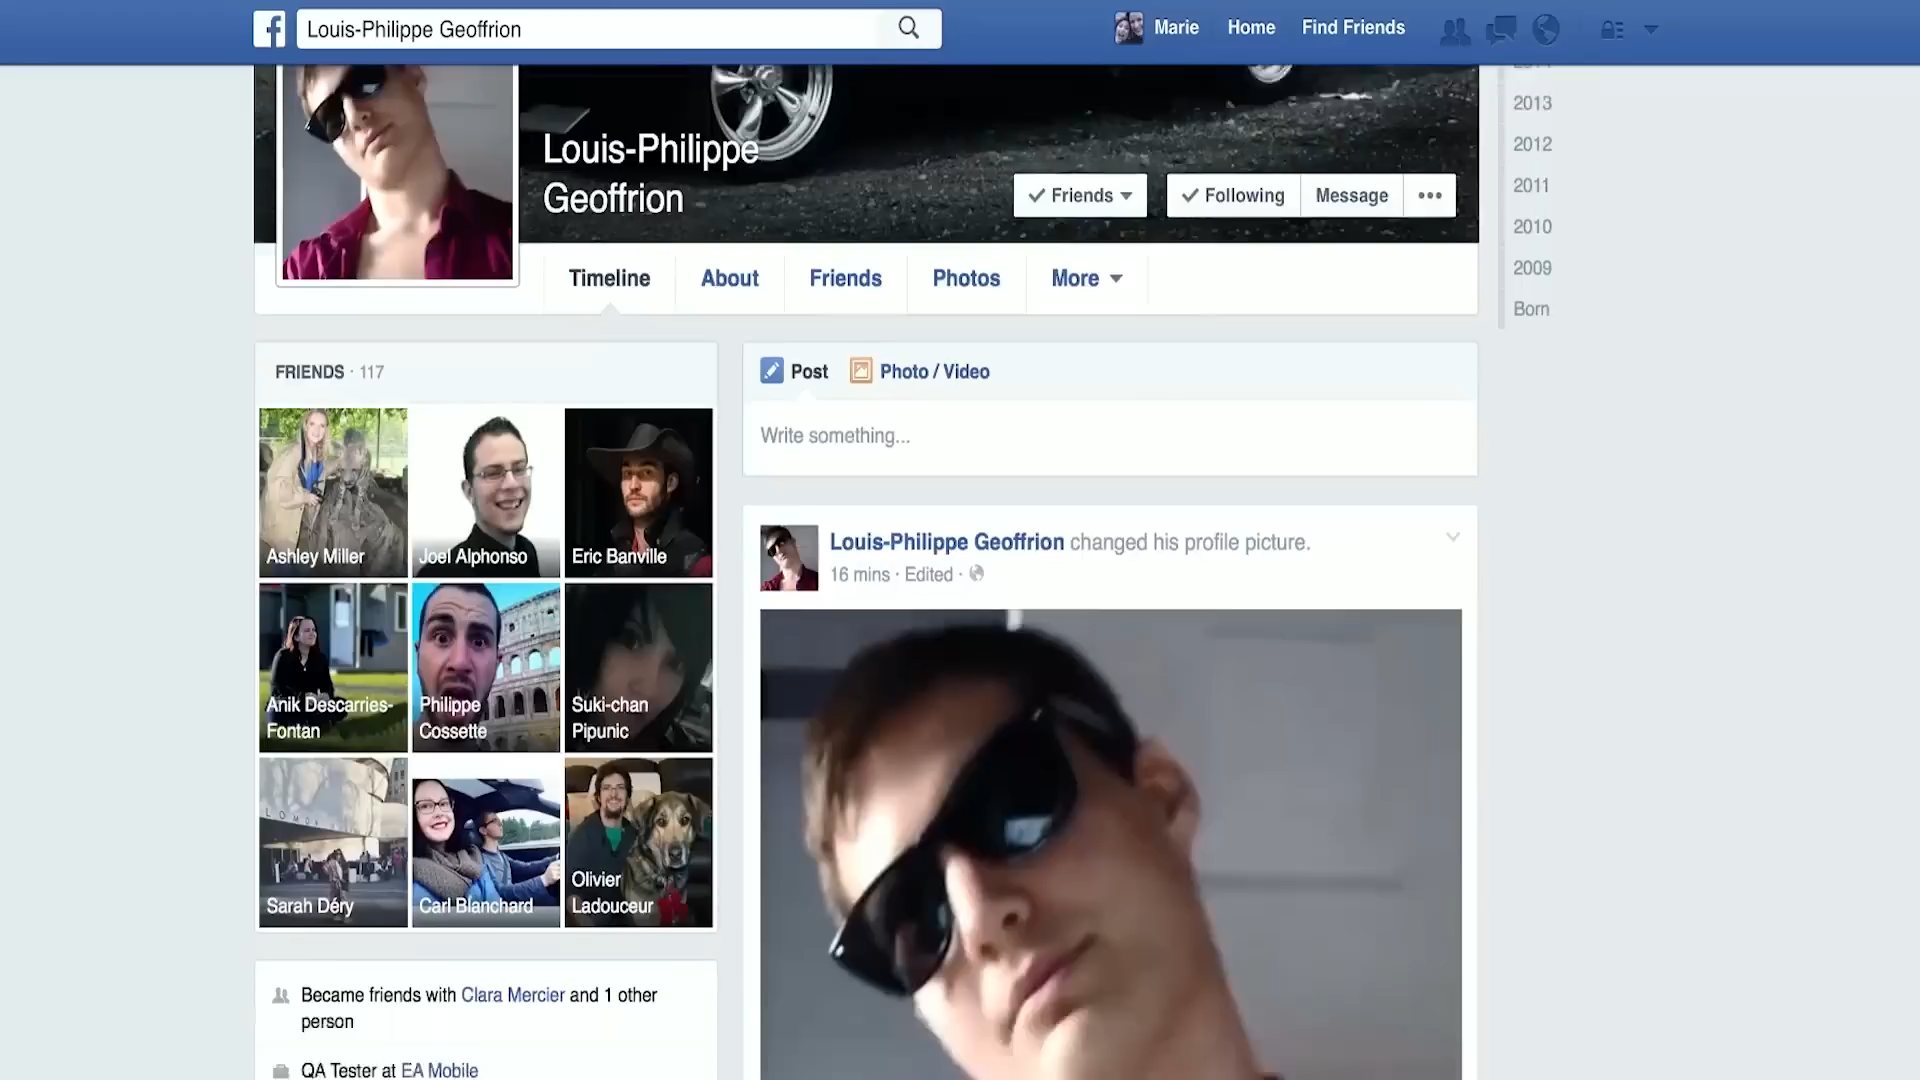 Louis-Philippe Geoffrion
Marie
Home
Find Friends
Louis-Philippe
Geoffrion
Friends
Following
Message
Timeline
About
Friends
Photos
More
2013
2012
2011
2010
2009
Born
FRIENDS · 117
Ashley Miller
Joel Alphonso
Eric Banville
Anik Descarries-
Fontan
Philippe
Cossette
Suki-chan
Pipunic
Sarah Déry
Carl Blanchard
Olivier
Ladouceur
Became friends with Clara Mercier and 1 other
person
QA Tester at EA Mobile
Post
Photo / Video
Write something...
Louis-Philippe Geoffrion changed his profile picture.
16 mins · Edited ·